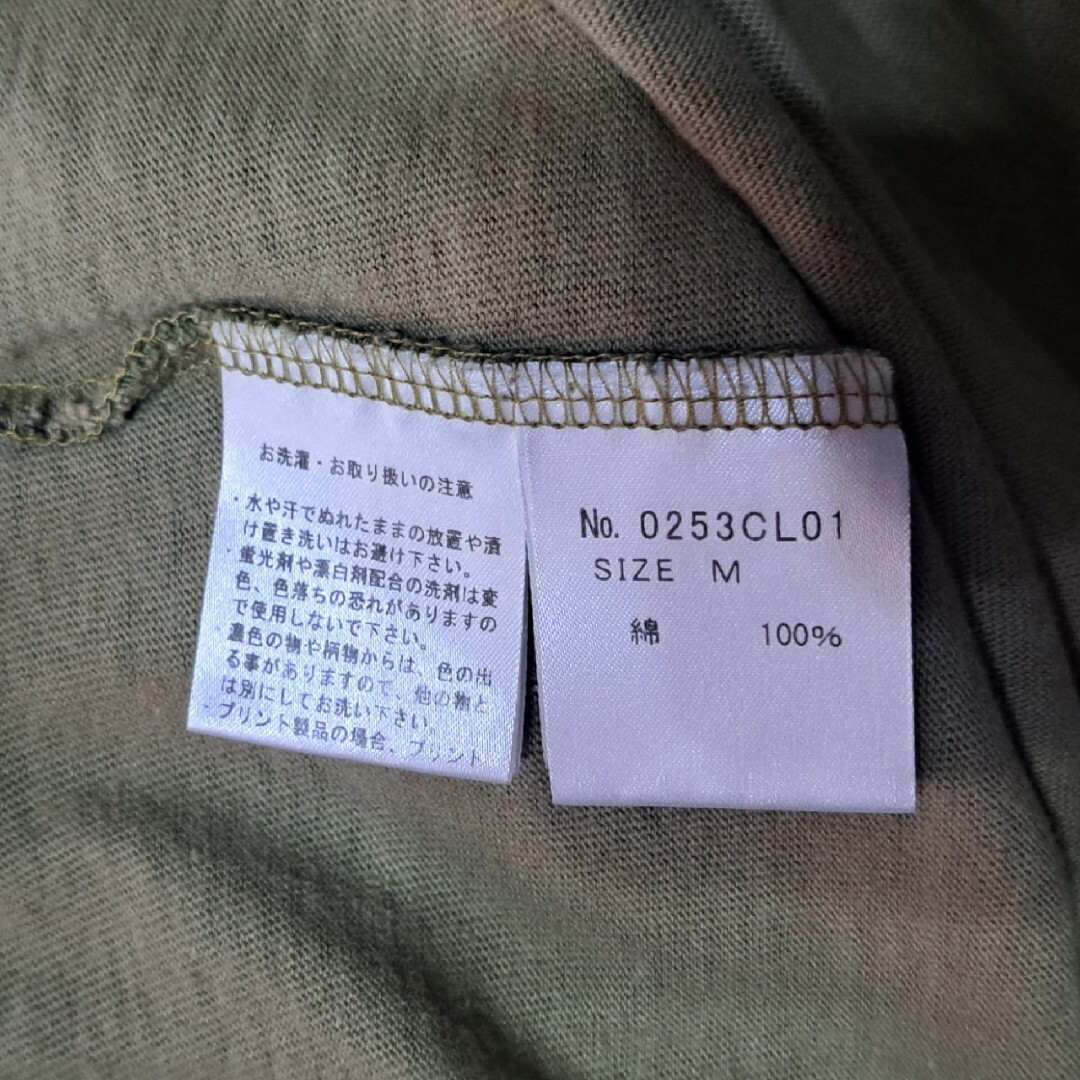 お洗濯・お取り扱いの注意
・水や汗でぬれたままの放置や漬
け置き洗いはお避け下さい。
・蛍光剤や漂白剤配合の洗剤は変
色、色落ちの恐れがありますの
で使用しないで下さい。
・濃色の物や柄物からは、色の出
る事がありますので、他の物と
は別にしてお洗い下さい。
・プリント製品の場合、プリント
No. 0253CL01
SIZE M
綿 100%